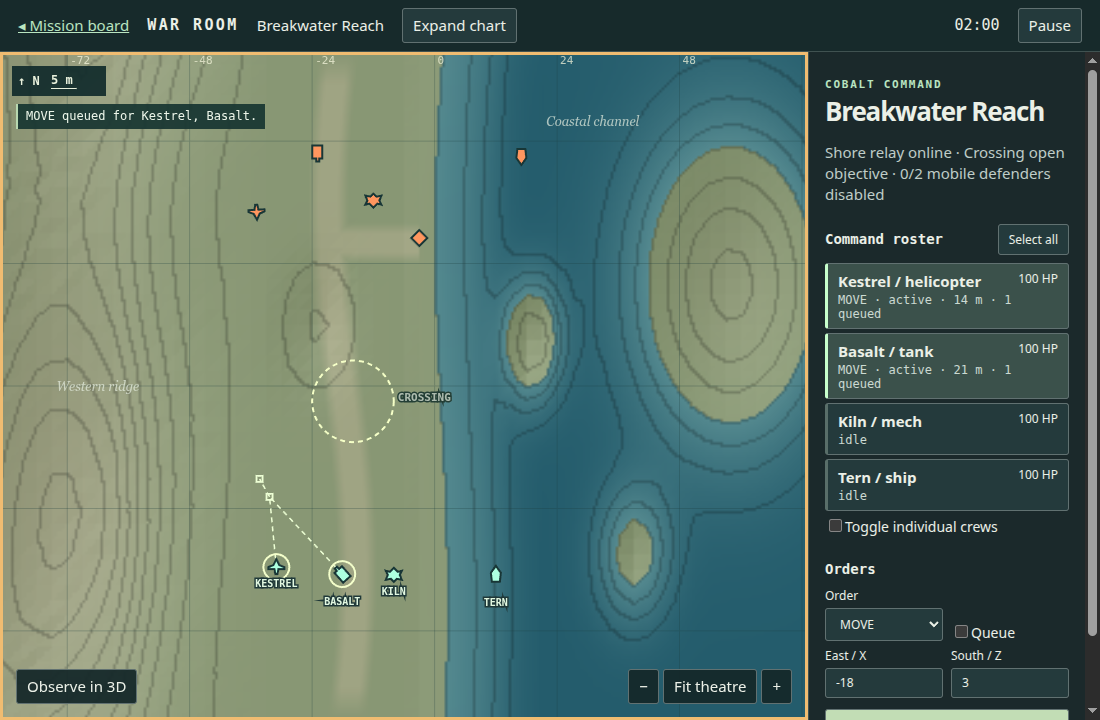 ◂ Mission board WAR ROOM Breakwater Reach Expand chart 02:00 Pause
-72 -48 -24 0 24 48
↑ N 5 m
MOVE queued for Kestrel, Basalt.
Coastal channel
Western ridge
CROSSING
KESTREL
BASALT
KILN
TERN
Observe in 3D
− Fit theatre +
COBALT COMMAND
Breakwater Reach
Shore relay online · Crossing open
objective · 0/2 mobile defenders
disabled
Command roster Select all
Kestrel / helicopter 100 HP
MOVE · active · 14 m · 1
queued
Basalt / tank 100 HP
MOVE · active · 21 m · 1
queued
Kiln / mech 100 HP
idle
Tern / ship 100 HP
idle
Toggle individual crews
Orders
Order
MOVE Queue
East / X South / Z
-18 3